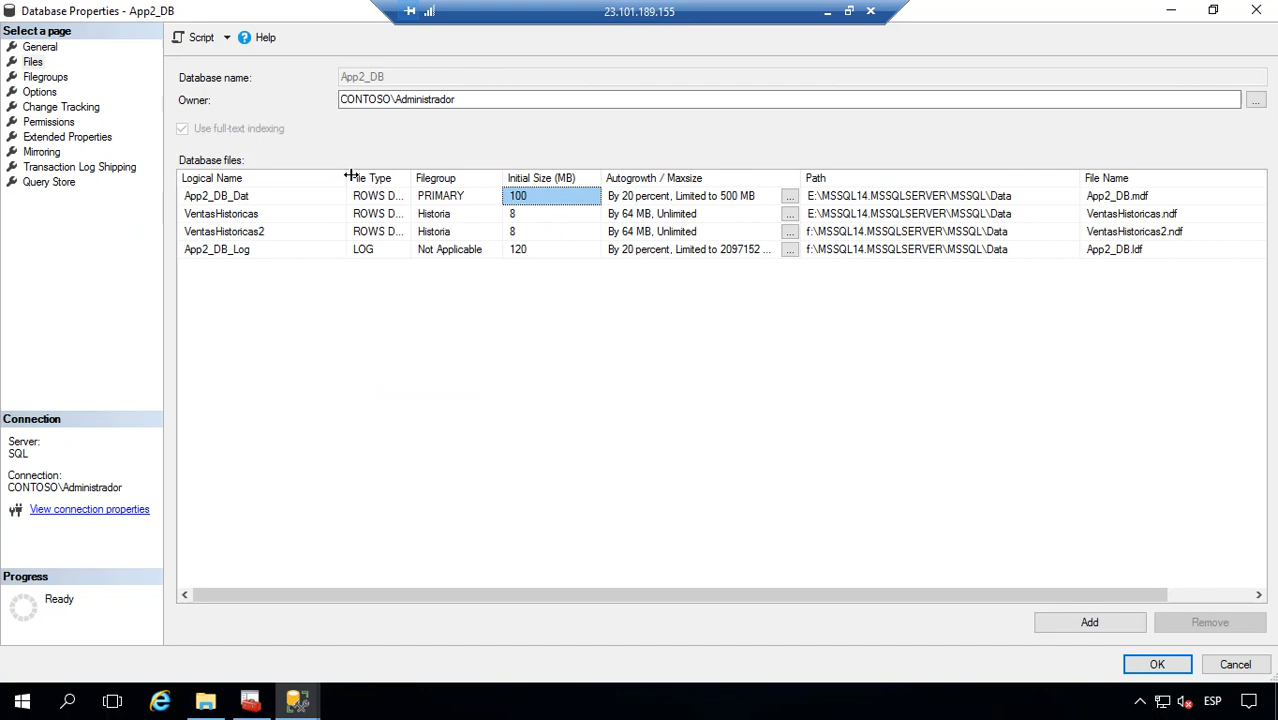 Database Properties - App2_DB
23.101.189.155
Select a page
General
Files
Filegroups
Options
Change Tracking
Permissions
Extended Properties
Mirroring
Transaction Log Shipping
Query Store
Script
Help
Database name:
App2_DB
Owner:
CONTOSO\Administrador
...
Use full-text indexing
Database files:
Logical Name File Type Filegroup Initial Size (MB) Autogrowth / Maxsize Path File Name
App2_DB_Dat ROWS D... PRIMARY 100 By 20 percent, Limited to 500 MB ... E:\MSSQL14.MSSQLSERVER\MSSQL\Data App2_DB.mdf
VentasHistoricas ROWS D... Historia 8 By 64 MB, Unlimited ... E:\MSSQL14.MSSQLSERVER\MSSQL\Data VentasHistoricas.ndf
VentasHistoricas2 ROWS D... Historia 8 By 64 MB, Unlimited ... f:\MSSQL14.MSSQLSERVER\MSSQL\Data VentasHistoricas2.ndf
App2_DB_Log LOG Not Applicable 120 By 20 percent, Limited to 2097152 ... ... f:\MSSQL14.MSSQLSERVER\MSSQL\Data App2_DB.ldf
Connection
Server:
SQL
Connection:
CONTOSO\Administrador
View connection properties
Progress
Ready
Add
Remove
OK
Cancel
ESP